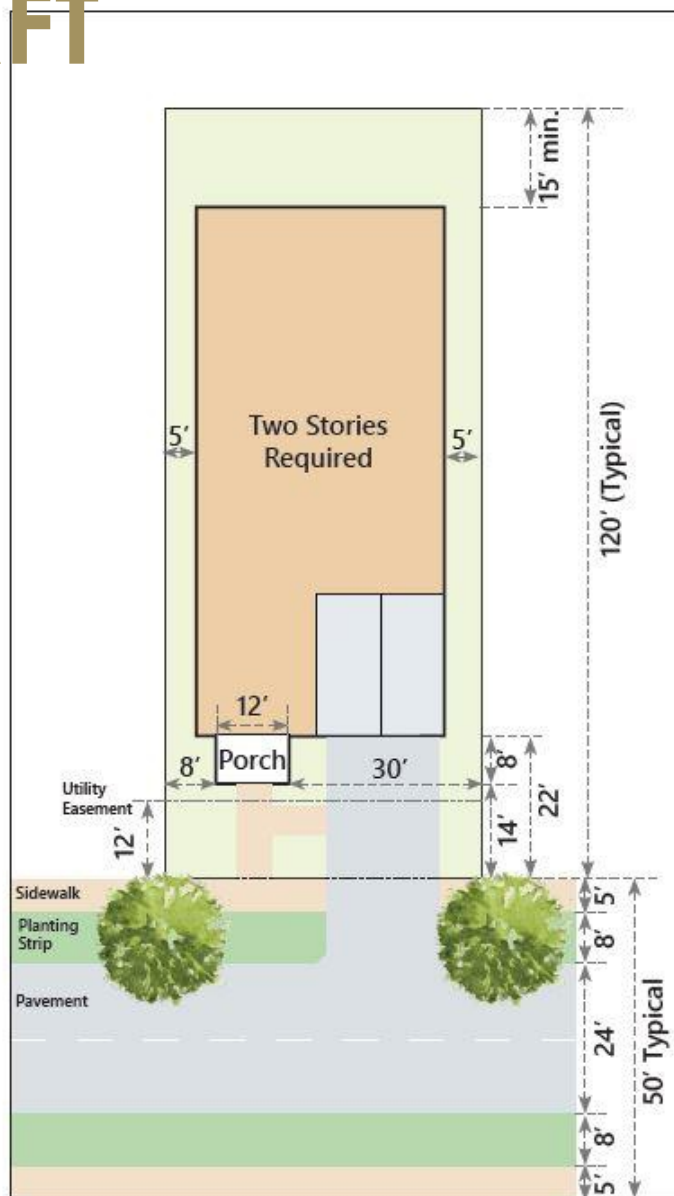 FT
15' min.
120' (Typical)
5'
Two Stories
Required
5'
12'
Porch
8'
30'
8'
22'
14'
Utility
Easement
12'
Sidewalk
Planting
Strip
Pavement
5'
8'
24'
8'
5'
50' Typical